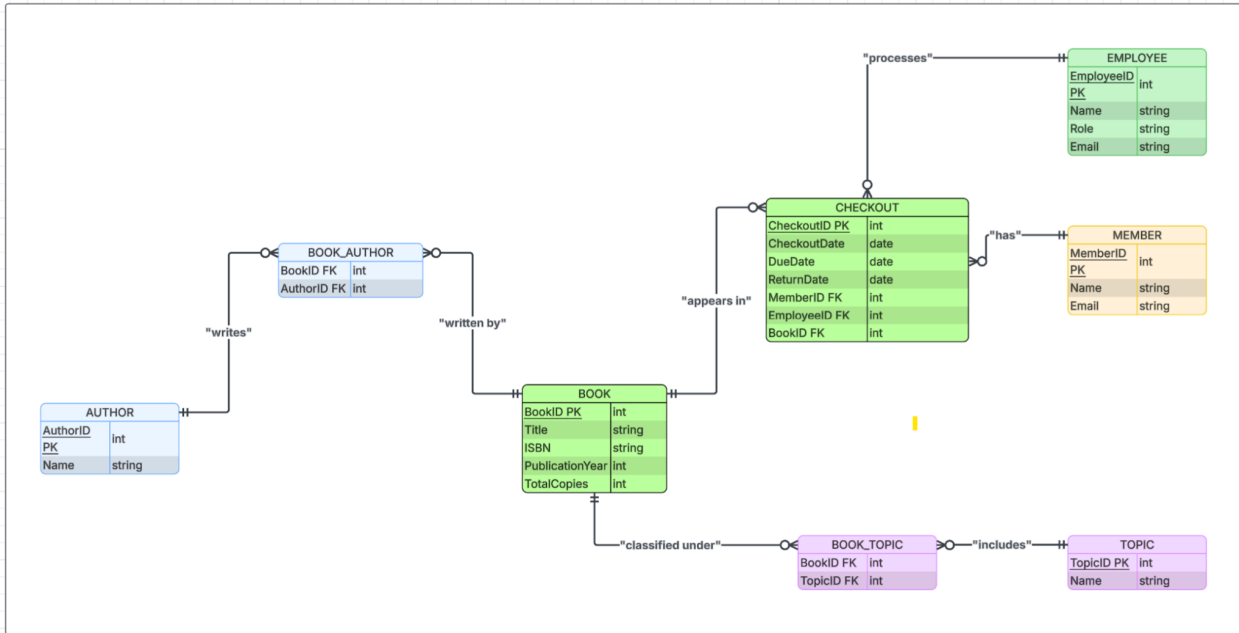 "processes"
EMPLOYEE
EmployeeID
PK
int
Name string
Role string
Email string
CHECKOUT
CheckoutID PK int
CheckoutDate date
DueDate date
ReturnDate date
MemberID FK int
EmployeeID FK int
BookID FK int
"has"
MEMBER
MemberID
PK
int
Name string
Email string
BOOK_AUTHOR
BookID FK int
AuthorID FK int
"appears in"
"written by"
"writes"
AUTHOR
AuthorID
PK
int
Name string
BOOK
BookID PK int
Title string
ISBN string
PublicationYear int
TotalCopies int
"classified under"
BOOK_TOPIC
BookID FK int
TopicID FK int
"includes"
TOPIC
TopicID PK int
Name string